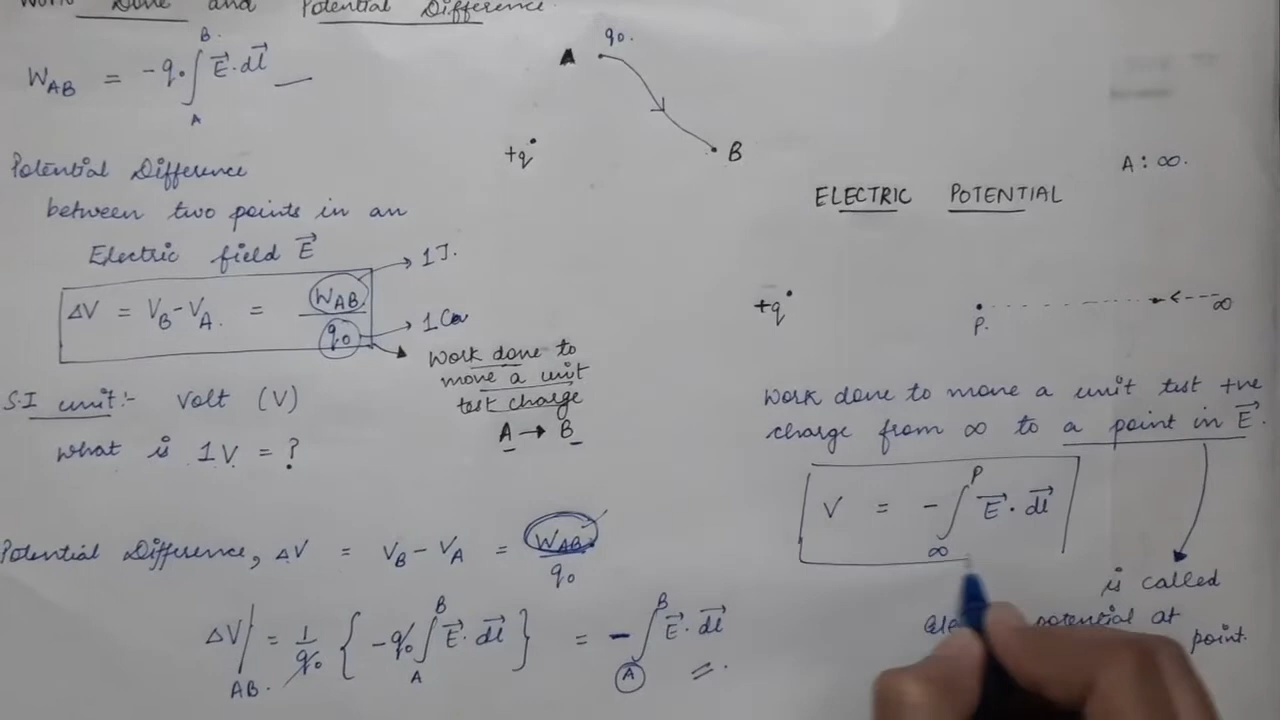 Work Done and Potential Difference.
W_AB = -q₀ ∫_A^B E⃗ · dl⃗
Potential Difference
between two points in an
Electric field E⃗
ΔV = V_B - V_A = W_AB / q₀
→ 1J.
→ 1C
Work done to
move a unit
test charge
A → B
S.I unit:- Volt (V)
What is 1V = ?
Potential Difference, ΔV = V_B - V_A = W_AB / q₀
ΔV|_AB. = 1/q₀ { -q₀ ∫_A^B E⃗ · dl⃗ } = - ∫_A^B E⃗ · dl⃗
q₀.
A
B
+q
A : ∞.
ELECTRIC POTENTIAL
+q
P.
∞
Work done to move a unit test +ve
charge from ∞ to a point in E⃗.
V = - ∫_∞^P E⃗ · dl⃗
is called
potential at
point.